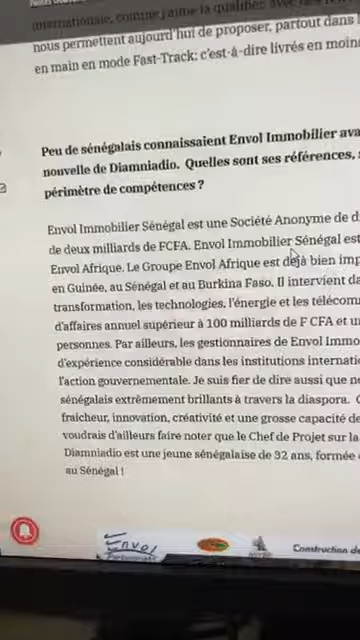 internationale, comme j'aime la qualifier, avec
nous permettent aujourd'hui de proposer, partout dans
en main en mode Fast-Track: c'est-à-dire livrés en moin
Peu de sénégalais connaissaient Envol Immobilier ava
nouvelle de Diamniadio. Quelles sont ses références,
périmètre de compétences ?
Envol Immobilier Sénégal est une Société Anonyme de d
de deux milliards de FCFA. Envol Immobilier Sénégal est
Envol Afrique. Le Groupe Envol Afrique est déjà bien imp
en Guinée, au Sénégal et au Burkina Faso. Il intervient da
transformation, les technologies, l'énergie et les télécom
d'affaires annuel supérieur à 100 milliards de F CFA et u
personnes. Par ailleurs, les gestionnaires de Envol Immo
d'expérience considérable dans les institutions internatio
l'action gouvernementale. Je suis fier de dire aussi que n
sénégalais extrêmement brillants à travers la diaspora.
fraicheur, innovation, créativité et une grosse capacité de
voudrais d'ailleurs faire noter que le Chef de Projet sur la
Diamniadio est une jeune sénégalaise de 32 ans, formée
au Sénégal !
Envol
Construction de